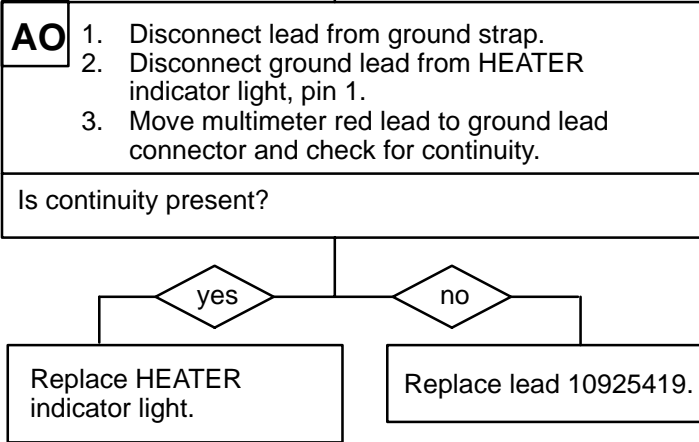 AO
1. Disconnect lead from ground strap.
2. Disconnect ground lead from HEATER
indicator light, pin 1.
3. Move multimeter red lead to ground lead
connector and check for continuity.
Is continuity present?
yes
no
Replace HEATER
indicator light.
Replace lead 10925419.